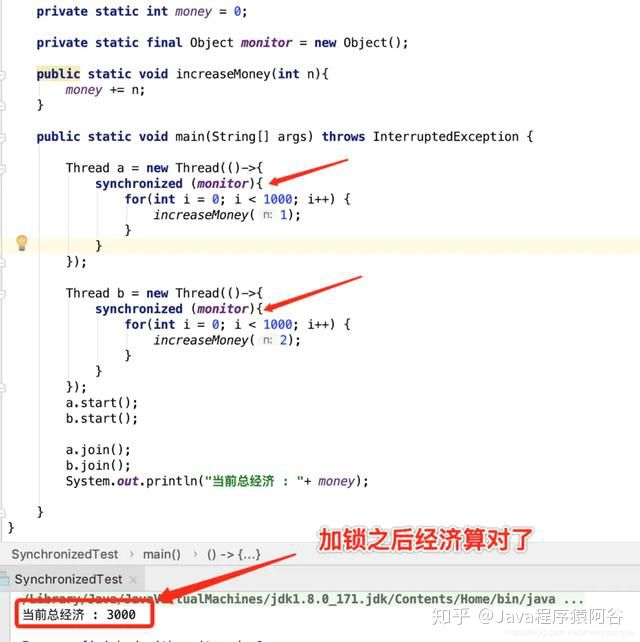 private static int money = 0;
private static final Object monitor = new Object();
public static void increaseMoney(int n){
money += n;
}
public static void main(String[] args) throws InterruptedException {
Thread a = new Thread(()->{
synchronized (monitor){
for(int i = 0; i < 1000; i++) {
increaseMoney( n: 1);
}
}
});
Thread b = new Thread(()->{
synchronized (monitor){
for(int i = 0; i < 1000; i++) {
increaseMoney( n: 2);
}
}
});
a.start();
b.start();
a.join();
b.join();
System.out.println("当前总经济 : "+ money);
}
}
加锁之后经济算对了
SynchronizedTest › main() › () -> {...}
SynchronizedTest ×
/Library/Java/JavaVirtualMachines/jdk1.8.0_171.jdk/Contents/Home/bin/java ...
当前总经济 : 3000
知乎 @Java程序猿阿谷